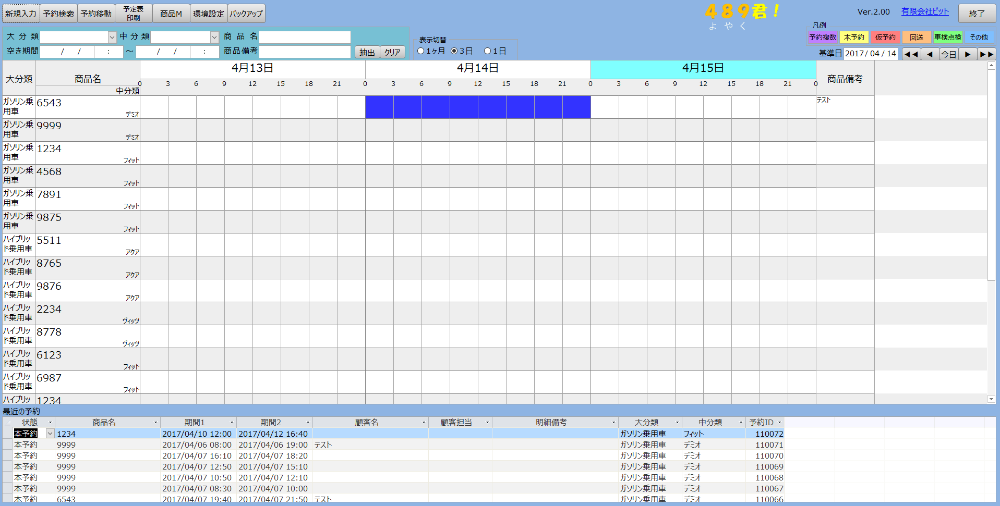 新規入力 予約検索 予約移動 予定表印刷 商品M 環境設定 バックアップ
489君！
よやく
Ver.2.00 有限会社ビット 終了
大分類 中分類 商品名
空き期間 / / : ～ / / : 商品備考 抽出 クリア
表示切替
1ヶ月 3日 1日
凡例
予約複数 本予約 仮予約 回送 車検点検 その他
基準日 2017/ 04 / 14 ◀◀ ◀ 今日 ▶ ▶▶
大分類 商品名 中分類 4月13日 4月14日 4月15日 商品備考
0 3 6 9 12 15 18 21 0 3 6 9 12 15 18 21 0 3 6 9 12 15 18 21 0
ガソリン乗用車 6543 デミオ テスト
ガソリン乗用車 9999 デミオ
ガソリン乗用車 1234 フィット
ガソリン乗用車 4568 フィット
ガソリン乗用車 7891 フィット
ガソリン乗用車 9875 フィット
ハイブリッド乗用車 5511 アクア
ハイブリッド乗用車 8765 アクア
ハイブリッド乗用車 9876 アクア
ハイブリッド乗用車 2234 ヴィッツ
ハイブリッド乗用車 8778 ヴィッツ
ハイブリッド乗用車 6123 フィット
ハイブリッド乗用車 6987 フィット
ハイブリッ 1234
最近の予約
状態 商品名 期間1 期間2 顧客名 顧客担当 明細備考 大分類 中分類 予約ID
本予約 1234 2017/04/10 12:00 2017/04/12 16:40 ガソリン乗用車 フィット 110072
本予約 9999 2017/04/06 08:00 2017/04/06 19:00 テスト ガソリン乗用車 デミオ 110071
本予約 9999 2017/04/07 16:10 2017/04/07 18:20 ガソリン乗用車 デミオ 110070
本予約 9999 2017/04/07 12:50 2017/04/07 15:10 ガソリン乗用車 デミオ 110069
本予約 9999 2017/04/07 10:50 2017/04/07 12:10 ガソリン乗用車 デミオ 110068
本予約 9999 2017/04/07 08:30 2017/04/07 10:00 ガソリン乗用車 デミオ 110067
本予約 6543 2017/04/07 19:40 2017/04/07 21:50 テスト ガソリン乗用車 デミオ 110066